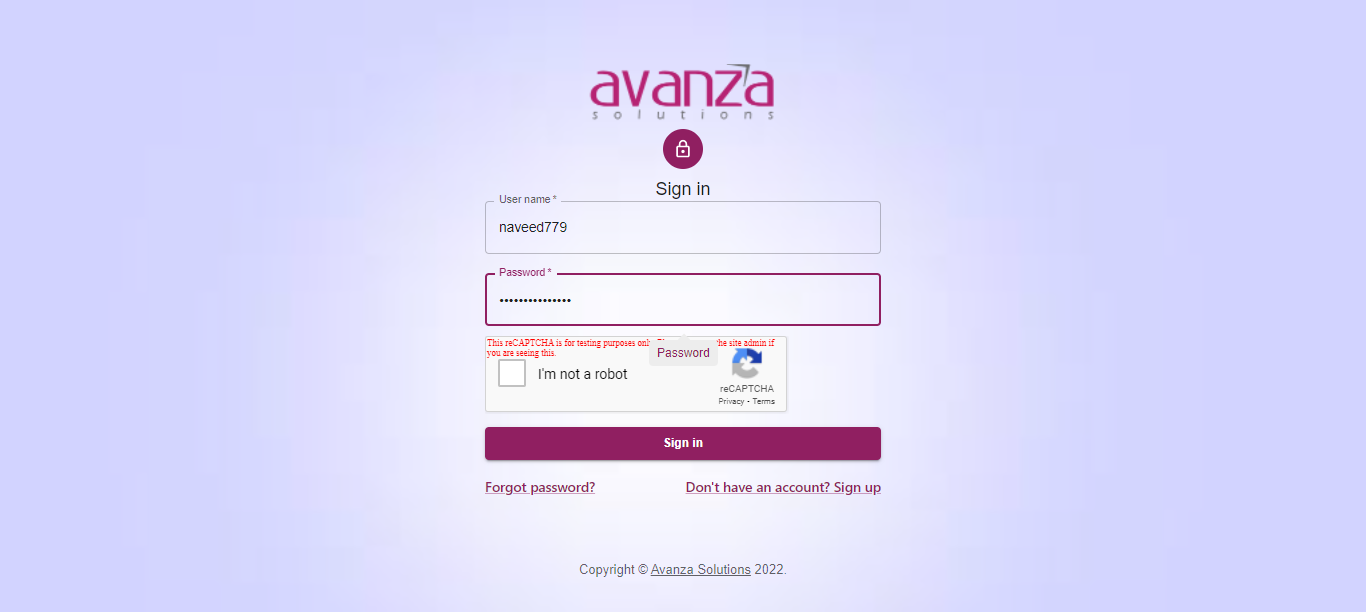 avanza
solutions
Sign in
User name *
naveed779
Password *
•••••••••••••••
This reCAPTCHA is for testing purposes only. the site admin if
you are seeing this.
Password
I'm not a robot
reCAPTCHA
Privacy - Terms
Sign in
Forgot password? Don't have an account? Sign up
Copyright © Avanza Solutions 2022.